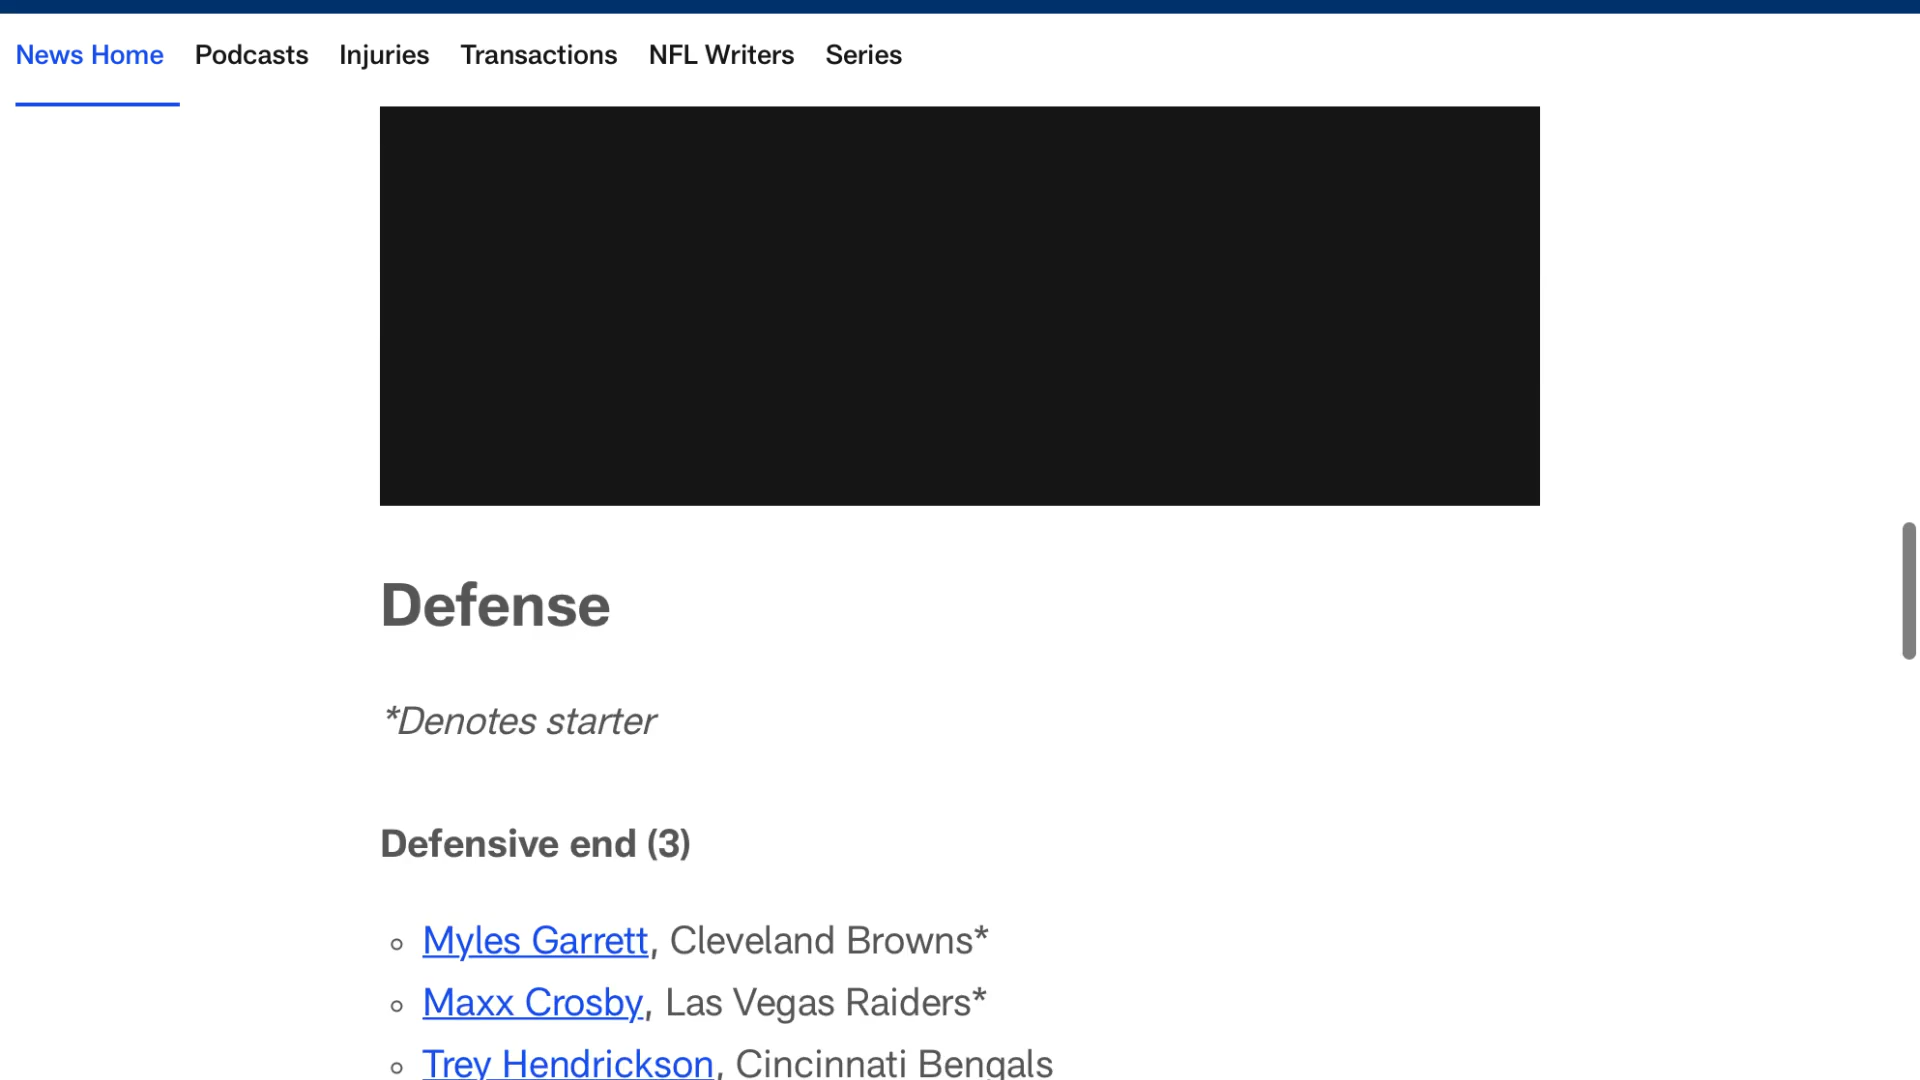 News Home Podcasts Injuries Transactions NFL Writers Series
Defense
*Denotes starter
Defensive end (3)
Myles Garrett, Cleveland Browns*
Maxx Crosby, Las Vegas Raiders*
Trey Hendrickson, Cincinnati Bengals